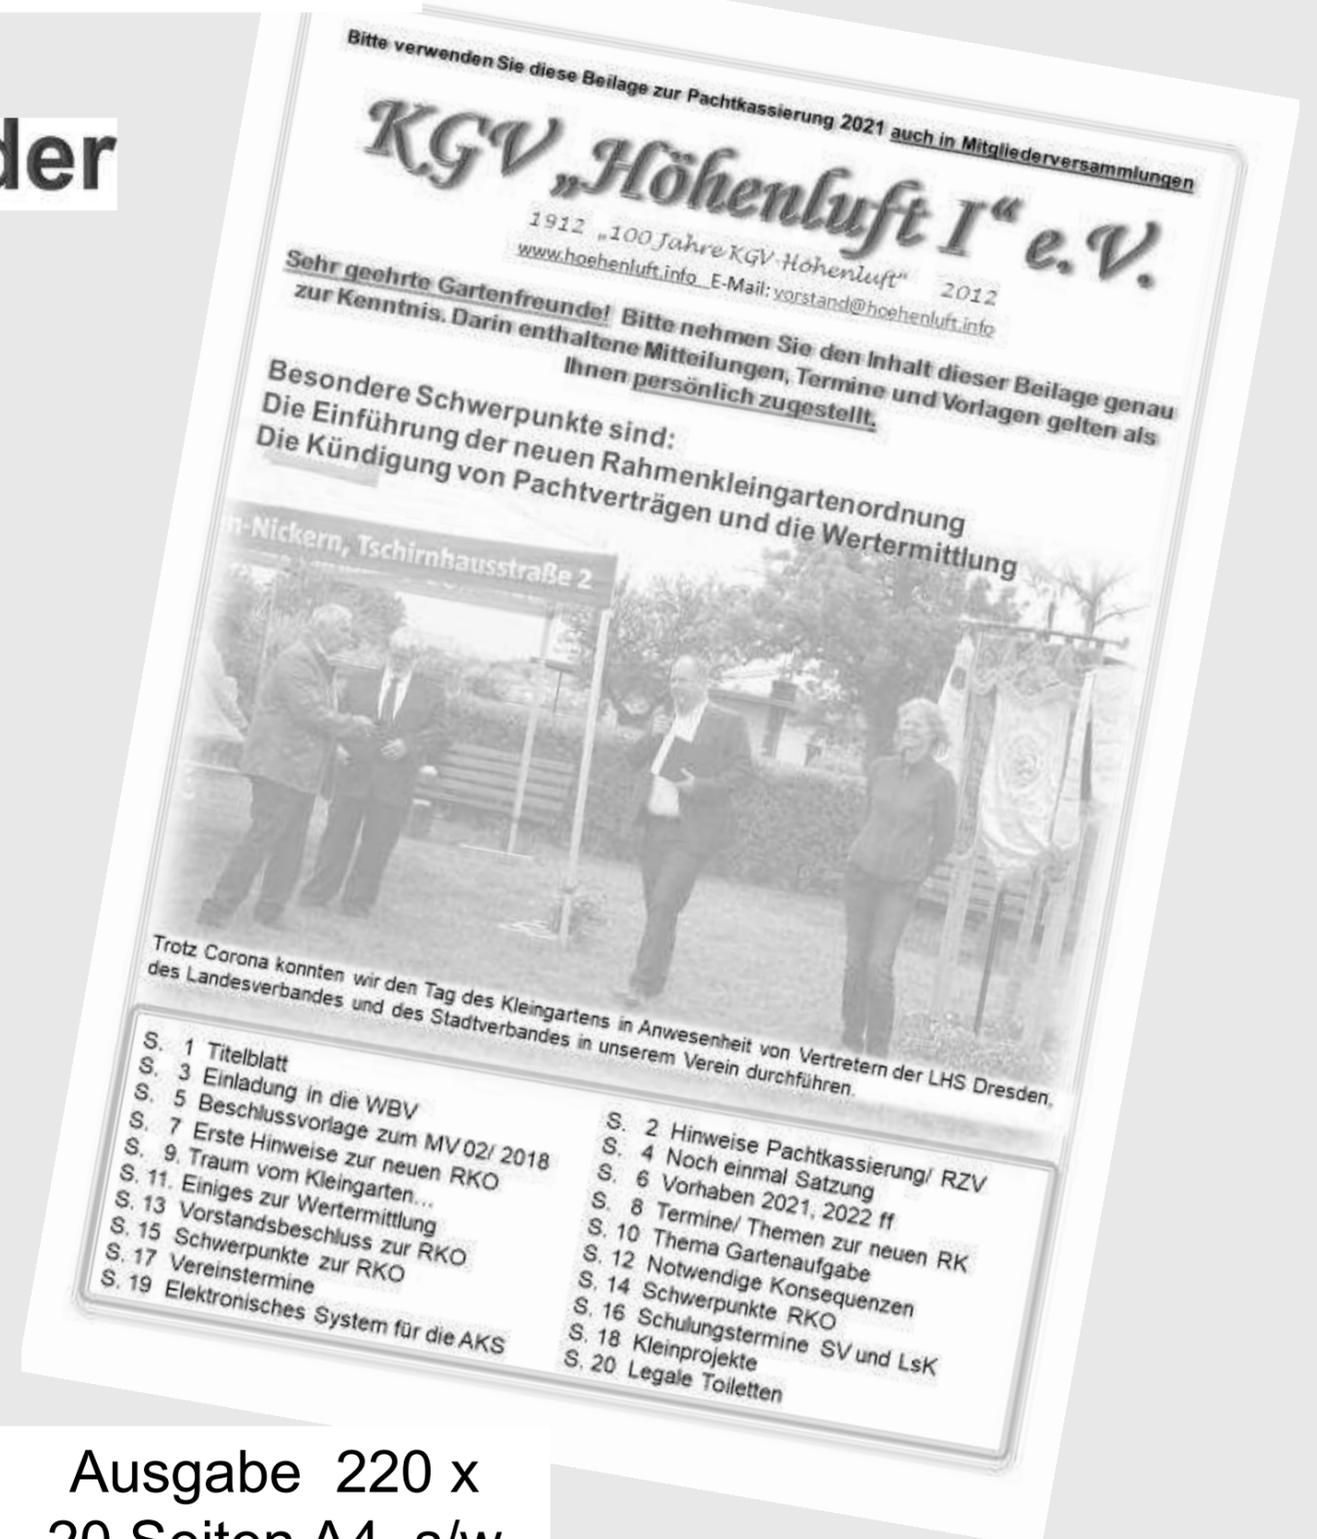 der
Bitte verwenden Sie diese Beilage zur Pachtkassierung 2021 auch in Mitgliederversammlungen
KGV „Höhenluft I“ e.V.
1912 „100 Jahre KGV Höhenluft“ 2012
www.hoehenluft.info E-Mail: vorstand@hoehenluft.info
Sehr geehrte Gartenfreunde! Bitte nehmen Sie den Inhalt dieser Beilage genau
zur Kenntnis. Darin enthaltene Mitteilungen, Termine und Vorlagen gelten als
Ihnen persönlich zugestellt.
Besondere Schwerpunkte sind:
Die Einführung der neuen Rahmenkleingartenordnung
Die Kündigung von Pachtverträgen und die Wertermittlung
n-Nickern, Tschirnhausstraße 2
Trotz Corona konnten wir den Tag des Kleingartens in Anwesenheit von Vertretern der LHS Dresden,
des Landesverbandes und des Stadtverbandes in unserem Verein durchführen.
S. 1 Titelblatt
S. 3 Einladung in die WBV
S. 5 Beschlussvorlage zum MV 02/ 2018
S. 7 Erste Hinweise zur neuen RKO
S. 9. Traum vom Kleingarten...
S. 11. Einiges zur Wertermittlung
S. 13 Vorstandsbeschluss zur RKO
S. 15 Schwerpunkte zur RKO
S. 17 Vereinstermine
S. 19 Elektronisches System für die AKS
S. 2 Hinweise Pachtkassierung/ RZV
S. 4 Noch einmal Satzung
S. 6 Vorhaben 2021, 2022 ff
S. 8 Termine/ Themen zur neuen RK
S. 10 Thema Gartenaufgabe
S. 12 Notwendige Konsequenzen
S. 14 Schwerpunkte RKO
S. 16 Schulungstermine SV und LsK
S. 18 Kleinprojekte
S. 20 Legale Toiletten
Ausgabe 220 x
20 Seiten A4 s/w